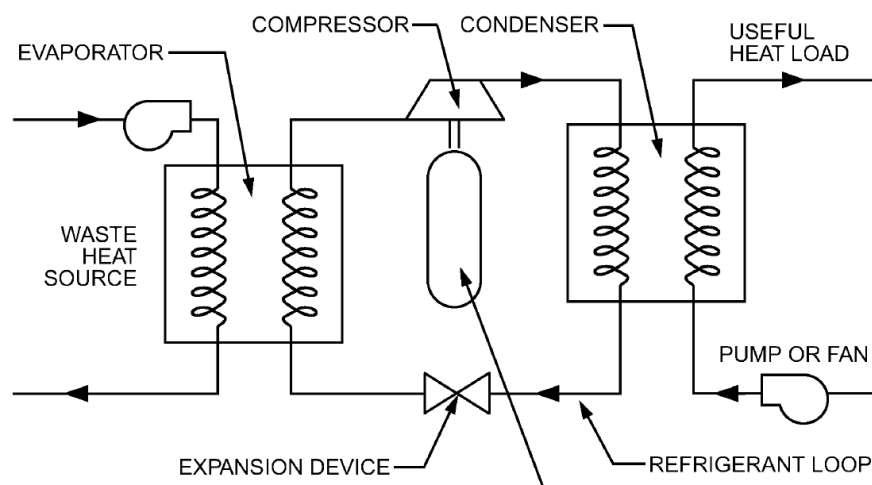 COMPRESSOR
CONDENSER
USEFUL
HEAT LOAD
EVAPORATOR
WASTE
HEAT
SOURCE
PUMP OR FAN
EXPANSION DEVICE
REFRIGERANT LOOP